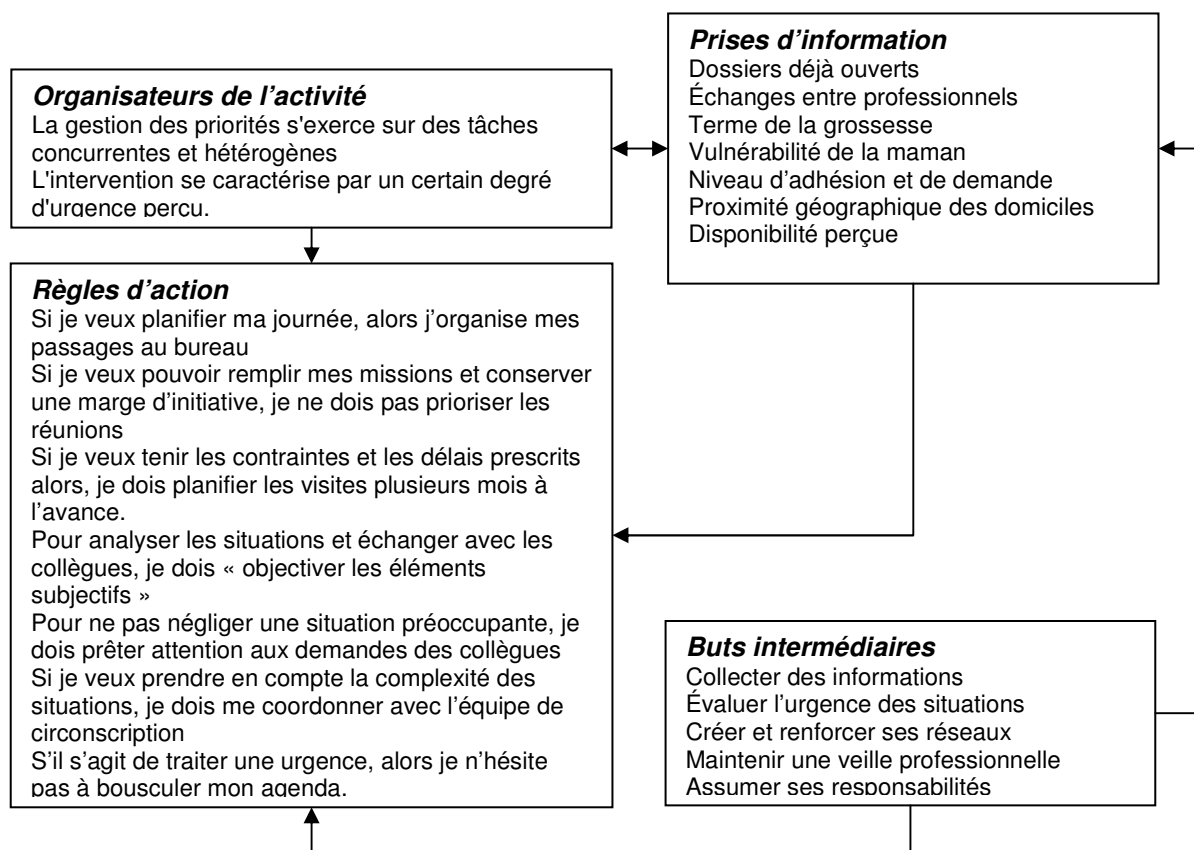 Organisateurs de l'activité
La gestion des priorités s'exerce sur des tâches
concurrentes et hétérogènes
L'intervention se caractérise par un certain degré
d'urgence perçu.
Prises d'information
Dossiers déjà ouverts
Échanges entre professionnels
Terme de la grossesse
Vulnérabilité de la maman
Niveau d'adhésion et de demande
Proximité géographique des domiciles
Disponibilité perçue
Règles d'action
Si je veux planifier ma journée, alors j'organise mes
passages au bureau
Si je veux pouvoir remplir mes missions et conserver
une marge d'initiative, je ne dois pas prioriser les
réunions
Si je veux tenir les contraintes et les délais prescrits
alors, je dois planifier les visites plusieurs mois à
l'avance.
Pour analyser les situations et échanger avec les
collègues, je dois « objectiver les éléments
subjectifs »
Pour ne pas négliger une situation préoccupante, je
dois prêter attention aux demandes des collègues
Si je veux prendre en compte la complexité des
situations, je dois me coordonner avec l'équipe de
circonscription
S'il s'agit de traiter une urgence, alors je n'hésite
pas à bousculer mon agenda.
Buts intermédiaires
Collecter des informations
Évaluer l'urgence des situations
Créer et renforcer ses réseaux
Maintenir une veille professionnelle
Assumer ses responsabilités